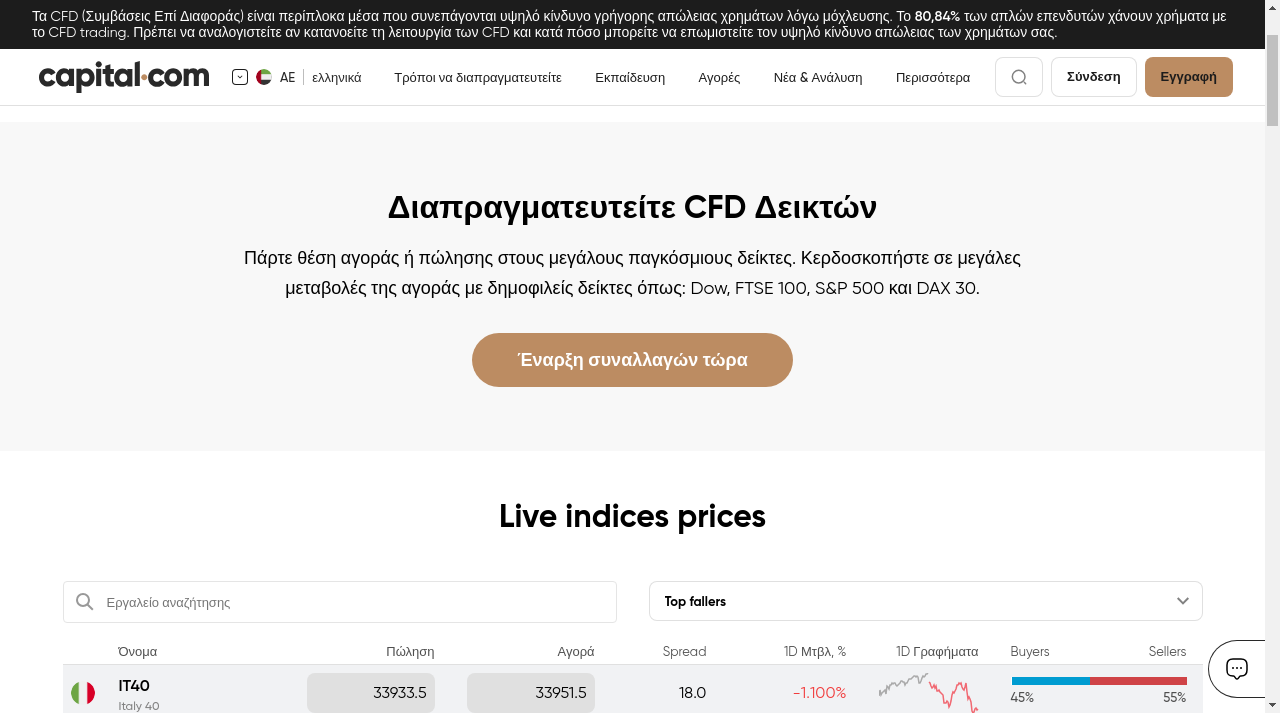 Τα CFD (Συμβάσεις Επί Διαφοράς) είναι περίπλοκα μέσα που συνεπάγονται υψηλό κίνδυνο γρήγορης απώλειας χρημάτων λόγω μόχλευσης. Το 80,84% των απλών επενδυτών χάνουν χρήματα με
το CFD trading. Πρέπει να αναλογιστείτε αν κατανοείτε τη λειτουργία των CFD και κατά πόσο μπορείτε να επωμιστείτε τον υψηλό κίνδυνο απώλειας των χρημάτων σας.
capital.com AE ελληνικά Τρόποι να διαπραγματευτείτε Εκπαίδευση Αγορές Νέα & Ανάλυση Περισσότερα Σύνδεση Εγγραφή
Διαπραγματευτείτε CFD Δεικτών
Πάρτε θέση αγοράς ή πώλησης στους μεγάλους παγκόσμιους δείκτες. Κερδοσκοπήστε σε μεγάλες
μεταβολές της αγοράς με δημοφιλείς δείκτες όπως: Dow, FTSE 100, S&P 500 και DAX 30.
Έναρξη συναλλαγών τώρα
Live indices prices
Εργαλείο αναζήτησης Top fallers
Όνομα Πώληση Αγορά Spread 1D Μτβλ, % 1D Γραφήματα Buyers Sellers
IT40 33933.5 33951.5 18.0 -1.100%
Italy 40 45% 55%